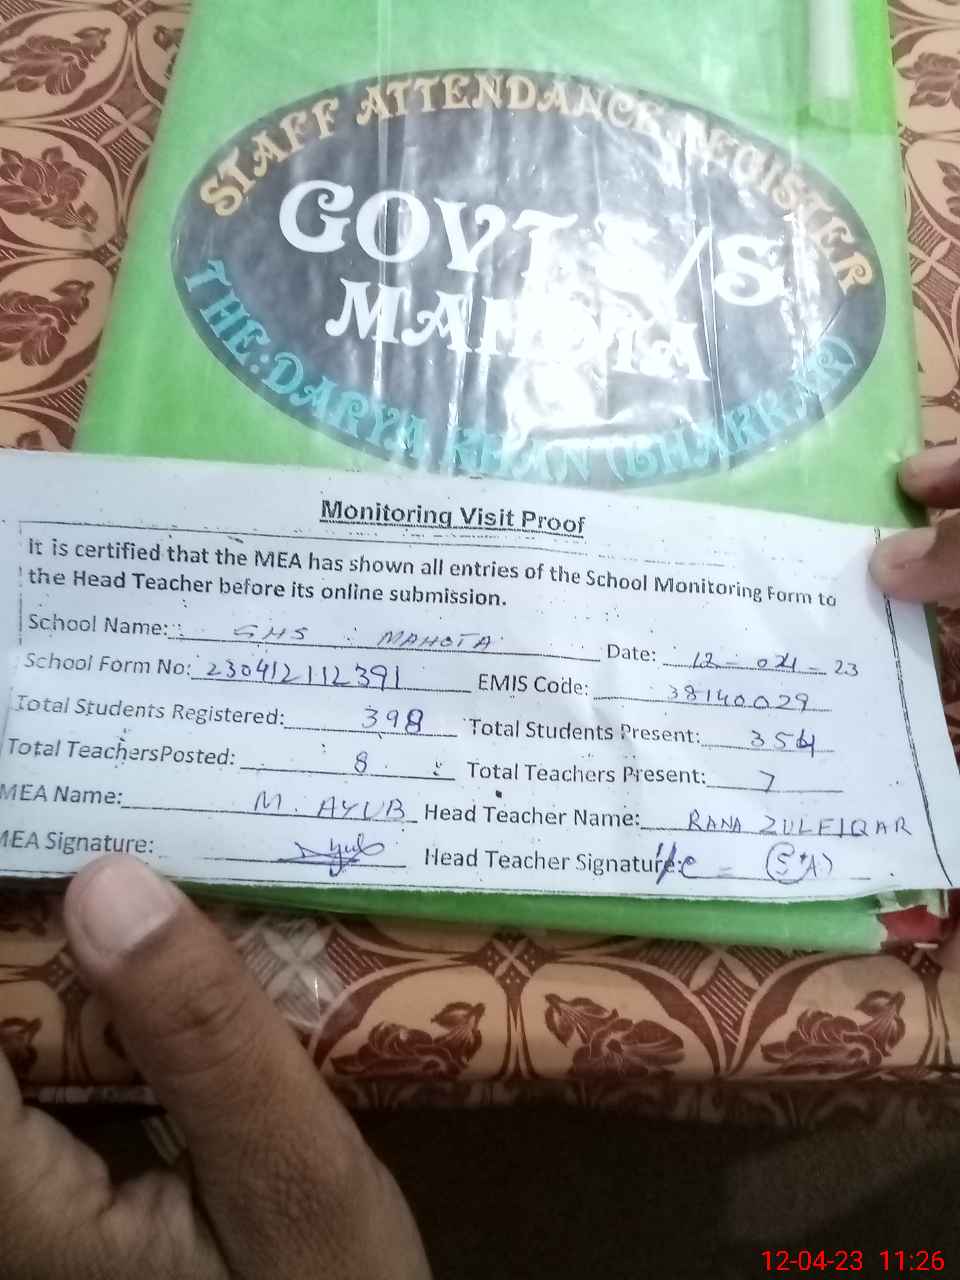 STAFF ATTENDANCE REGISTER
GOVT. S/S
MAHOTA
THE: DARYA KHAN (BHAKKAR)
Monitoring Visit Proof
It is certified that the MEA has shown all entries of the School Monitoring Form to
the Head Teacher before its online submission.
School Name: GHS MAHOTA Date: 12-04-23
School Form No: 230412112391 EMIS Code: 38140029
Total Students Registered: 398 Total Students Present: 354
Total TeachersPosted: 8 Total Teachers Present: 7
MEA Name: M. AYUB Head Teacher Name: RANA ZULFIQAR
MEA Signature: Head Teacher Signature:
12-04-23 11:26